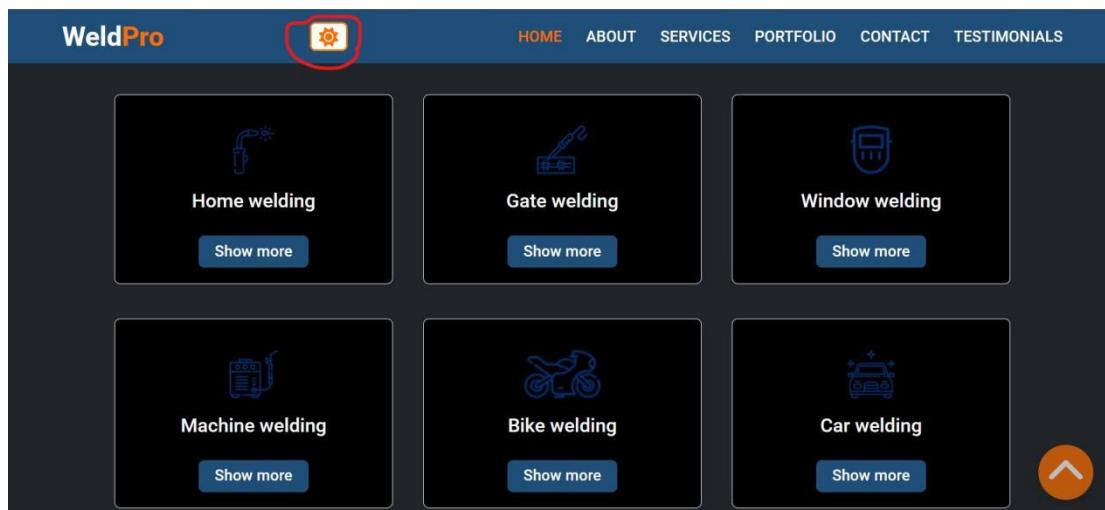 WeldPro HOME ABOUT SERVICES PORTFOLIO CONTACT TESTIMONIALS
Home welding Gate welding Window welding
Show more Show more Show more
Machine welding Bike welding Car welding
Show more Show more Show more